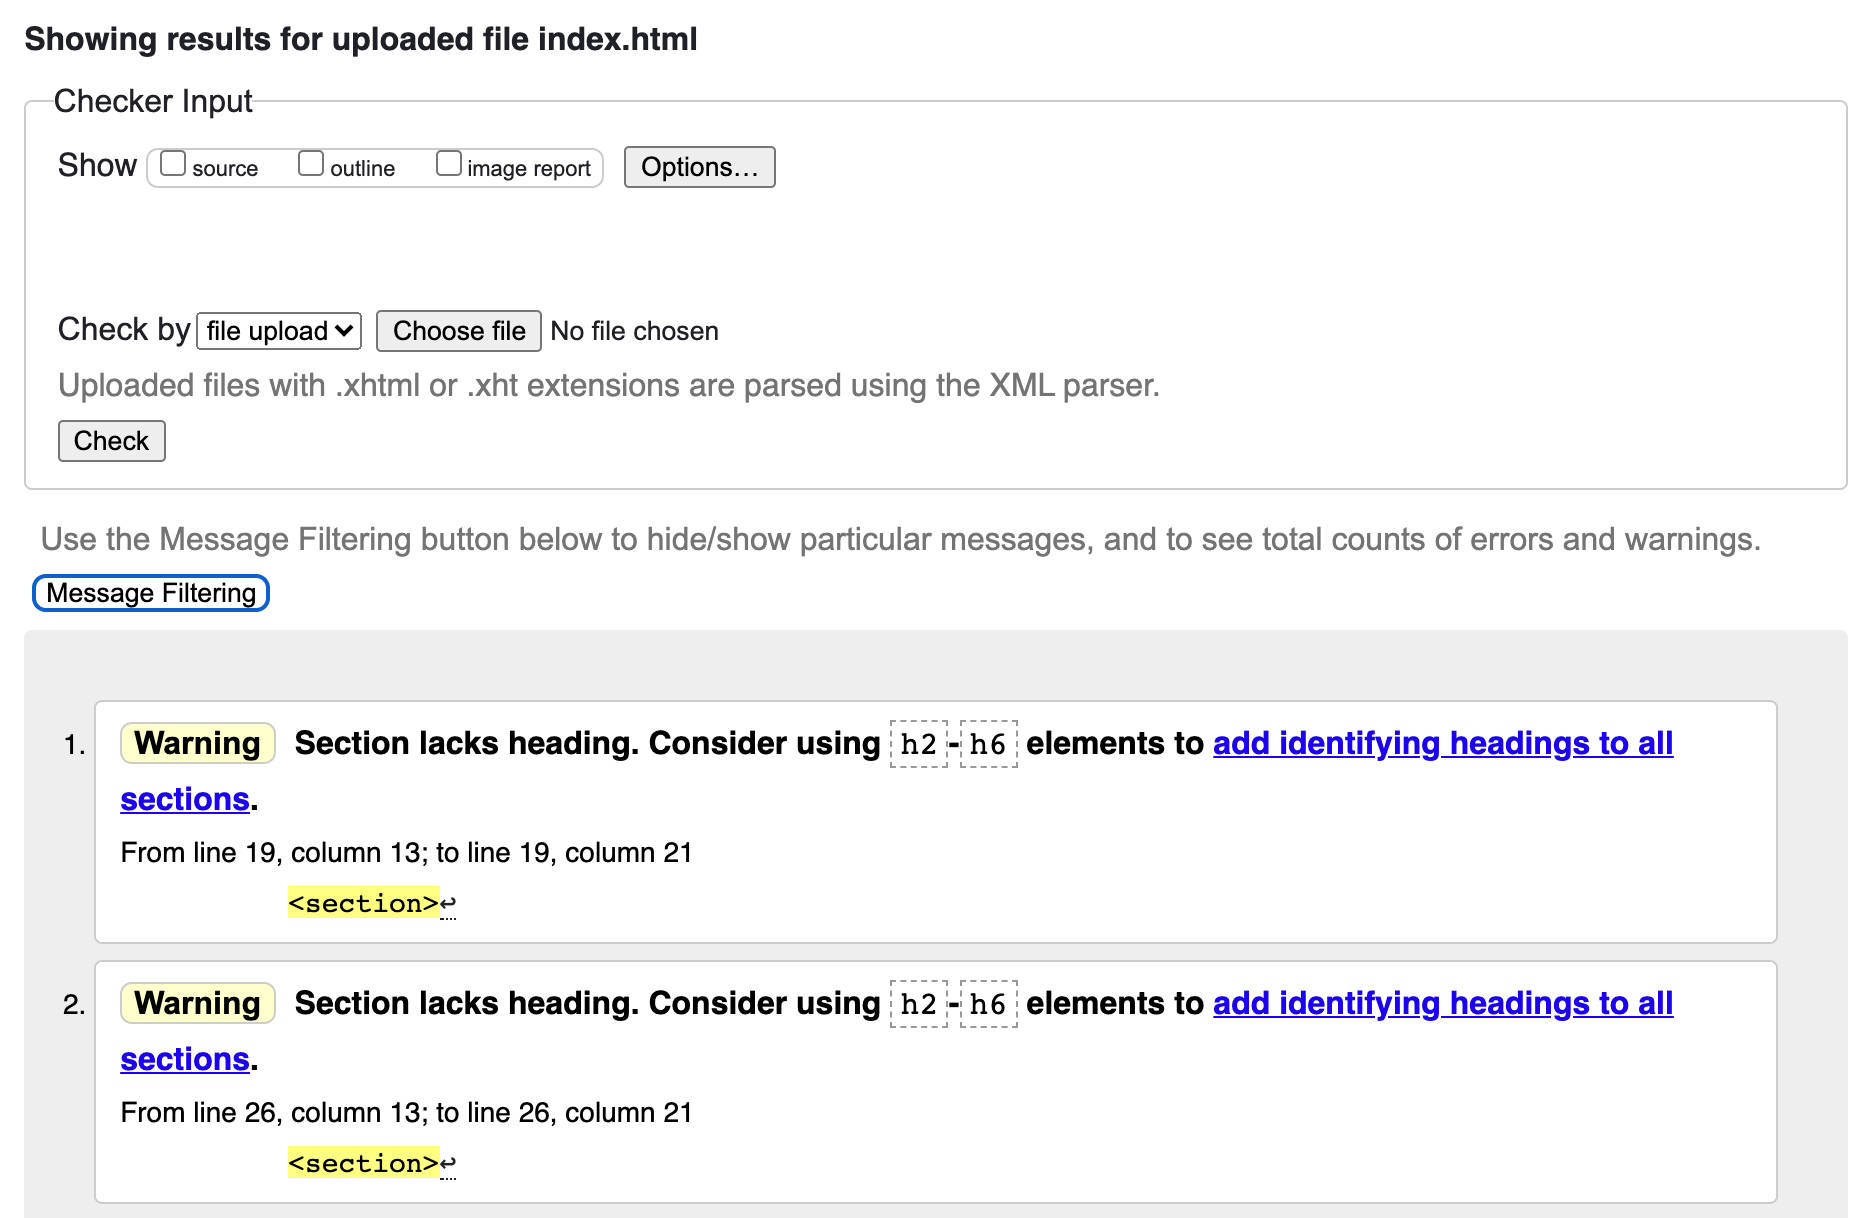 Showing results for uploaded file index.html
Checker Input
Show source outline image report Options...
Check by file upload Choose file No file chosen
Uploaded files with .xhtml or .xht extensions are parsed using the XML parser.
Check
Use the Message Filtering button below to hide/show particular messages, and to see total counts of errors and warnings.
Message Filtering
1. Warning Section lacks heading. Consider using h2-h6 elements to add identifying headings to all
sections.
From line 19, column 13; to line 19, column 21
<section>↩
2. Warning Section lacks heading. Consider using h2-h6 elements to add identifying headings to all
sections.
From line 26, column 13; to line 26, column 21
<section>↩